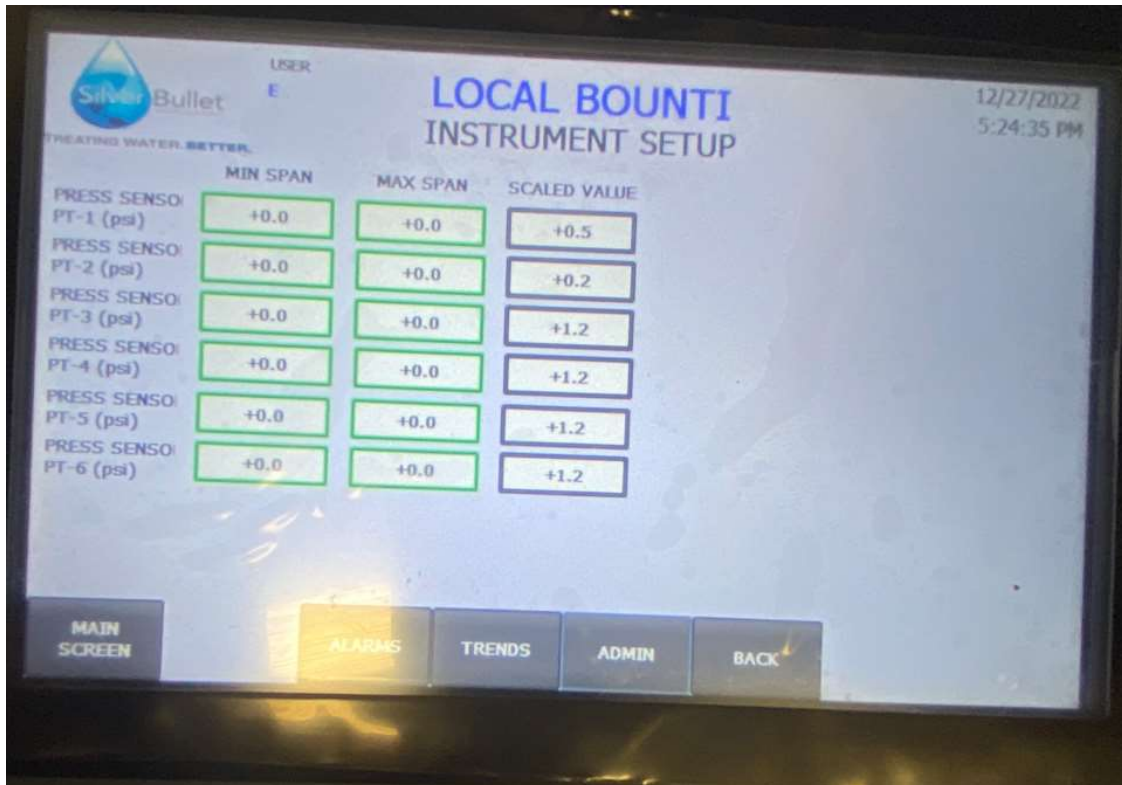 Silver Bullet
TREATING WATER. BETTER.
USER
E
LOCAL BOUNTI
INSTRUMENT SETUP
12/27/2022
5:24:35 PM
MIN SPAN MAX SPAN SCALED VALUE
PRESS SENSO
PT-1 (psi) +0.0 +0.0 +0.5
PRESS SENSO
PT-2 (psi) +0.0 +0.0 +0.2
PRESS SENSO
PT-3 (psi) +0.0 +0.0 +1.2
PRESS SENSO
PT-4 (psi) +0.0 +0.0 +1.2
PRESS SENSO
PT-5 (psi) +0.0 +0.0 +1.2
PRESS SENSO
PT-6 (psi) +0.0 +0.0 +1.2
MAIN
SCREEN
ALARMS TRENDS ADMIN BACK